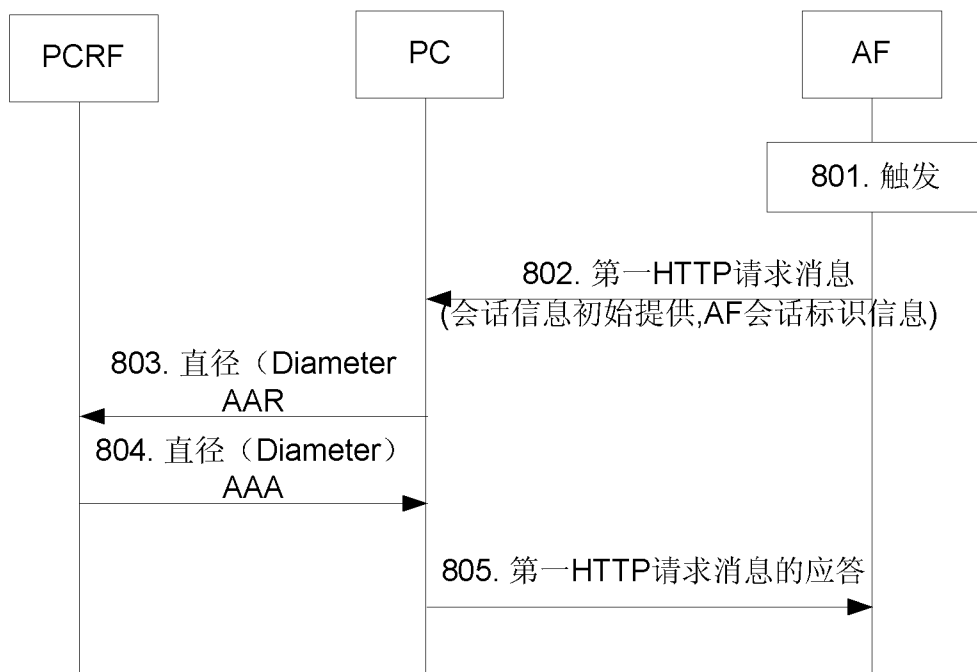 PCRF
PC
AF
801. 触发
802. 第一HTTP请求消息
(会话信息初始提供,AF会话标识信息)
803. 直径（Diameter
AAR
804. 直径（Diameter）
AAA
805. 第一HTTP请求消息的应答